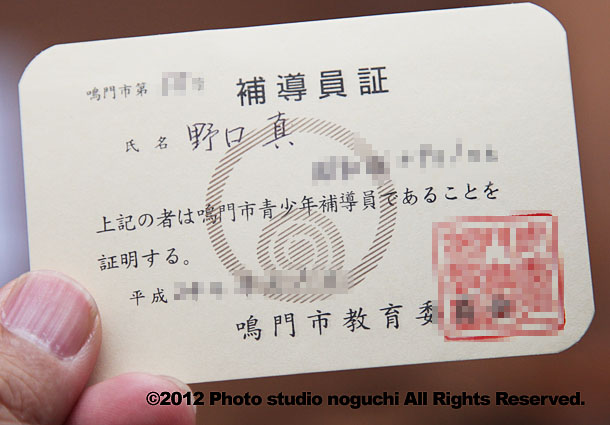 鳴門市第
補導員証
氏名 野口 真
上記の者は鳴門市青少年補導員であることを
証明する。
平成
鳴門市教育委
©2012 Photo studio noguchi All Rights Reserved.